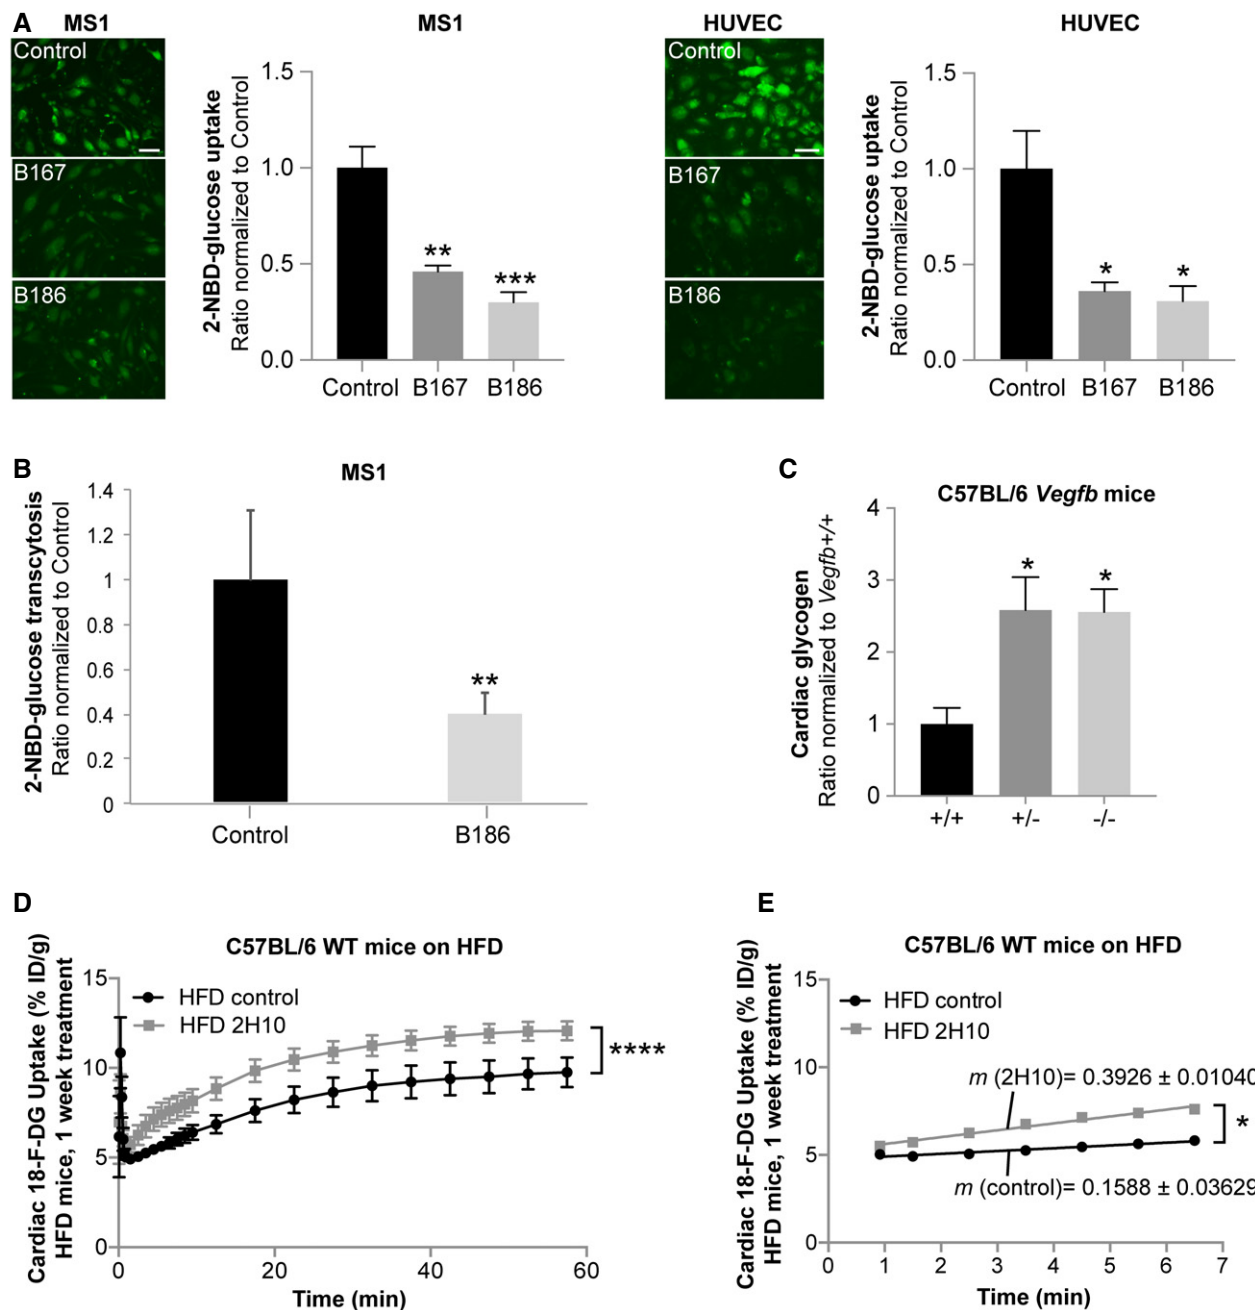 A
MS1
Control
B167
B186
MS1
2-NBD-glucose uptake
Ratio normalized to Control
1.5
1.0
0.5
0.0
**
***
Control B167 B186
HUVEC
Control
B167
B186
HUVEC
2-NBD-glucose uptake
Ratio normalized to Control
1.5
1.0
0.5
0.0
*
*
Control B167 B186
B
MS1
2-NBD-glucose transcytosis
Ratio normalized to Control
1.4
1.2
1
0.8
0.6
0.4
0.2
0
**
Control B186
C
C57BL/6 Vegfb mice
Cardiac glycogen
Ratio normalized to Vegfb+/+
4
3
2
1
0
*
*
+/+ +/- -/-
D
C57BL/6 WT mice on HFD
Cardiac 18-F-DG Uptake (% ID/g)
HFD mice, 1 week treatment
15
10
5
0
HFD control
HFD 2H10
****
0 20 40 60
Time (min)
E
C57BL/6 WT mice on HFD
Cardiac 18-F-DG Uptake (% ID/g)
HFD mice, 1 week treatment
15
10
5
0
HFD control
HFD 2H10
m (2H10)= 0.3926 ± 0.01040
*
m (control)= 0.1588 ± 0.03629
0 1 2 3 4 5 6 7
Time (min)